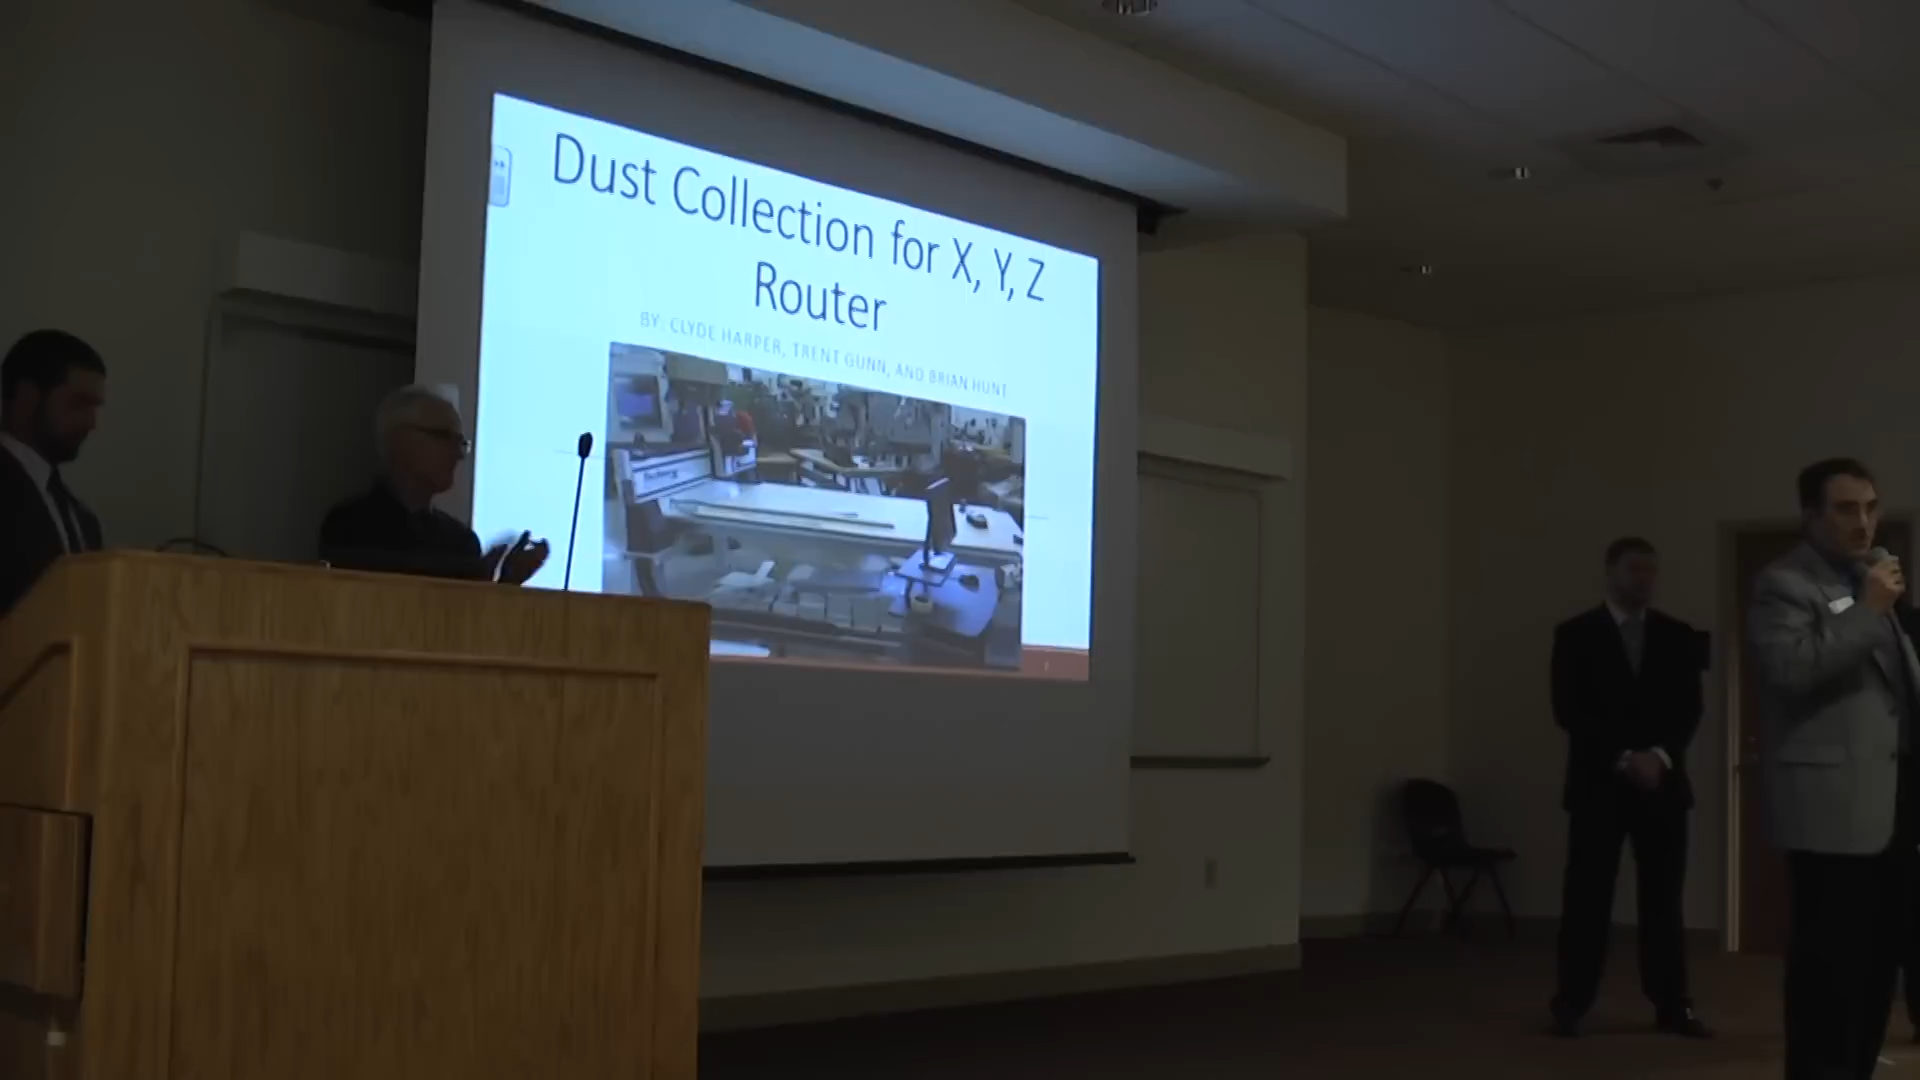 Dust Collection for X, Y, Z
Router
BY: CLYDE HARPER, TRENT GUNN, AND BRIAN HUNT